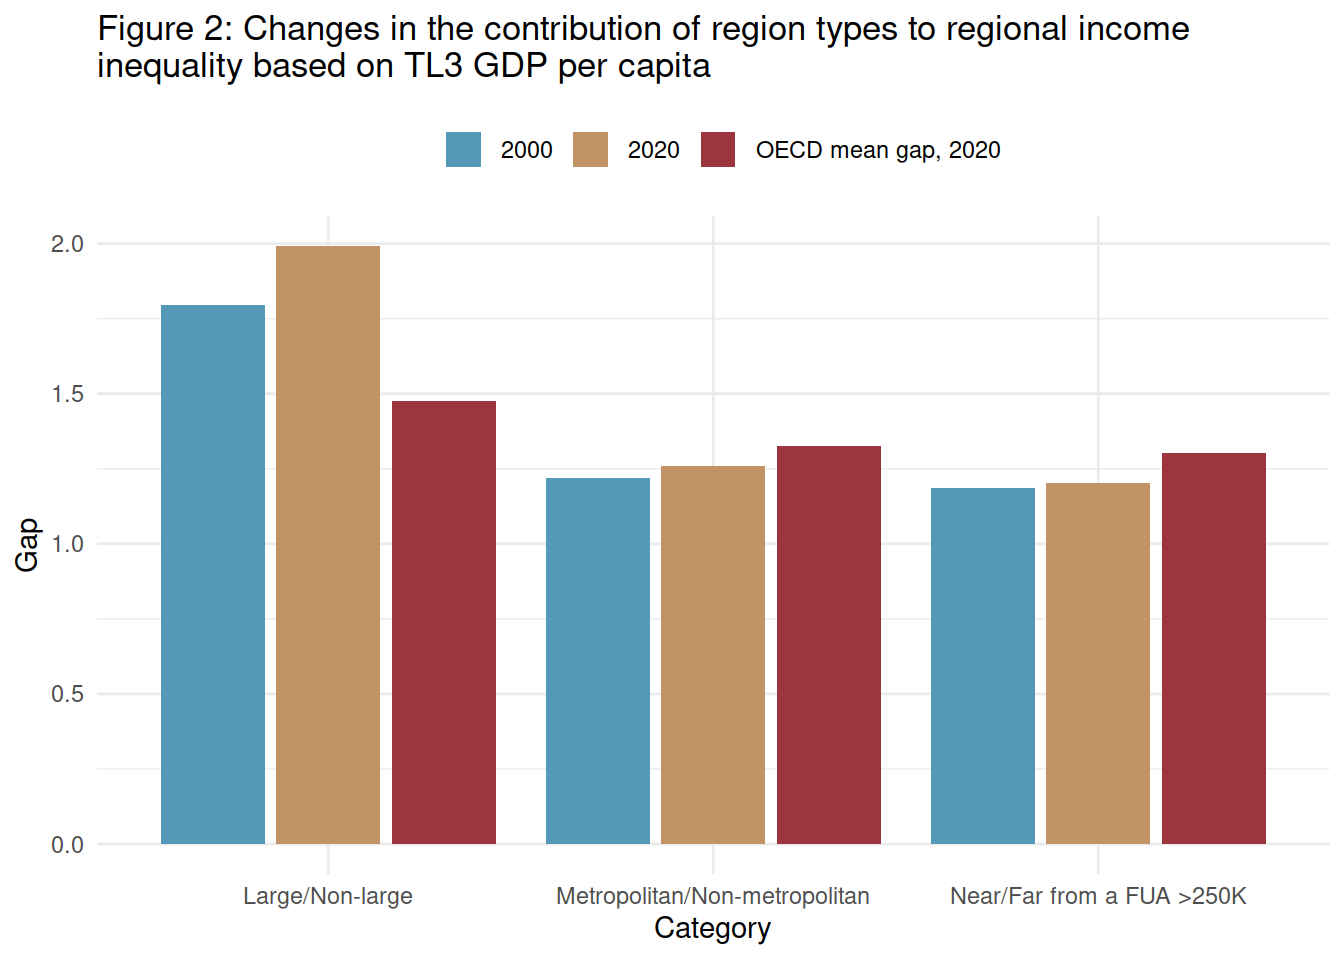 Figure 2: Changes in the contribution of region types to regional income
inequality based on TL3 GDP per capita
2000 2020 OECD mean gap, 2020
2.0
1.5
1.0
0.5
0.0
Gap
Large/Non-large Metropolitan/Non-metropolitan Near/Far from a FUA >250K
Category